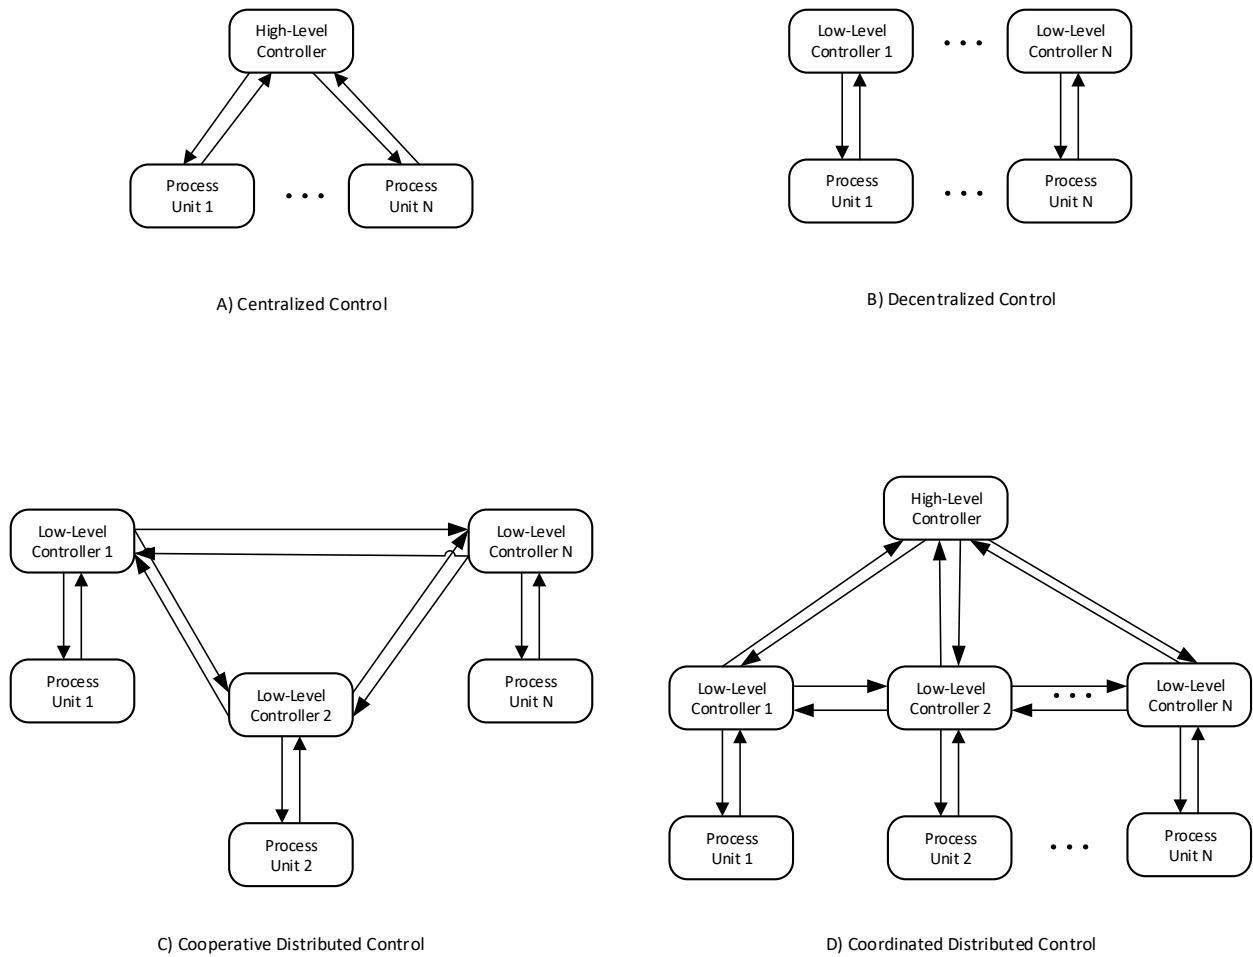 High-Level
Controller
Process
Unit 1
. . .
Process
Unit N
A) Centralized Control
Low-Level
Controller 1
. . .
Low-Level
Controller N
Process
Unit 1
. . .
Process
Unit N
B) Decentralized Control
Low-Level
Controller 1
Low-Level
Controller N
Process
Unit 1
Low-Level
Controller 2
Process
Unit N
Process
Unit 2
C) Cooperative Distributed Control
High-Level
Controller
Low-Level
Controller 1
Low-Level
Controller 2
. . .
Low-Level
Controller N
Process
Unit 1
Process
Unit 2
. . .
Process
Unit N
D) Coordinated Distributed Control